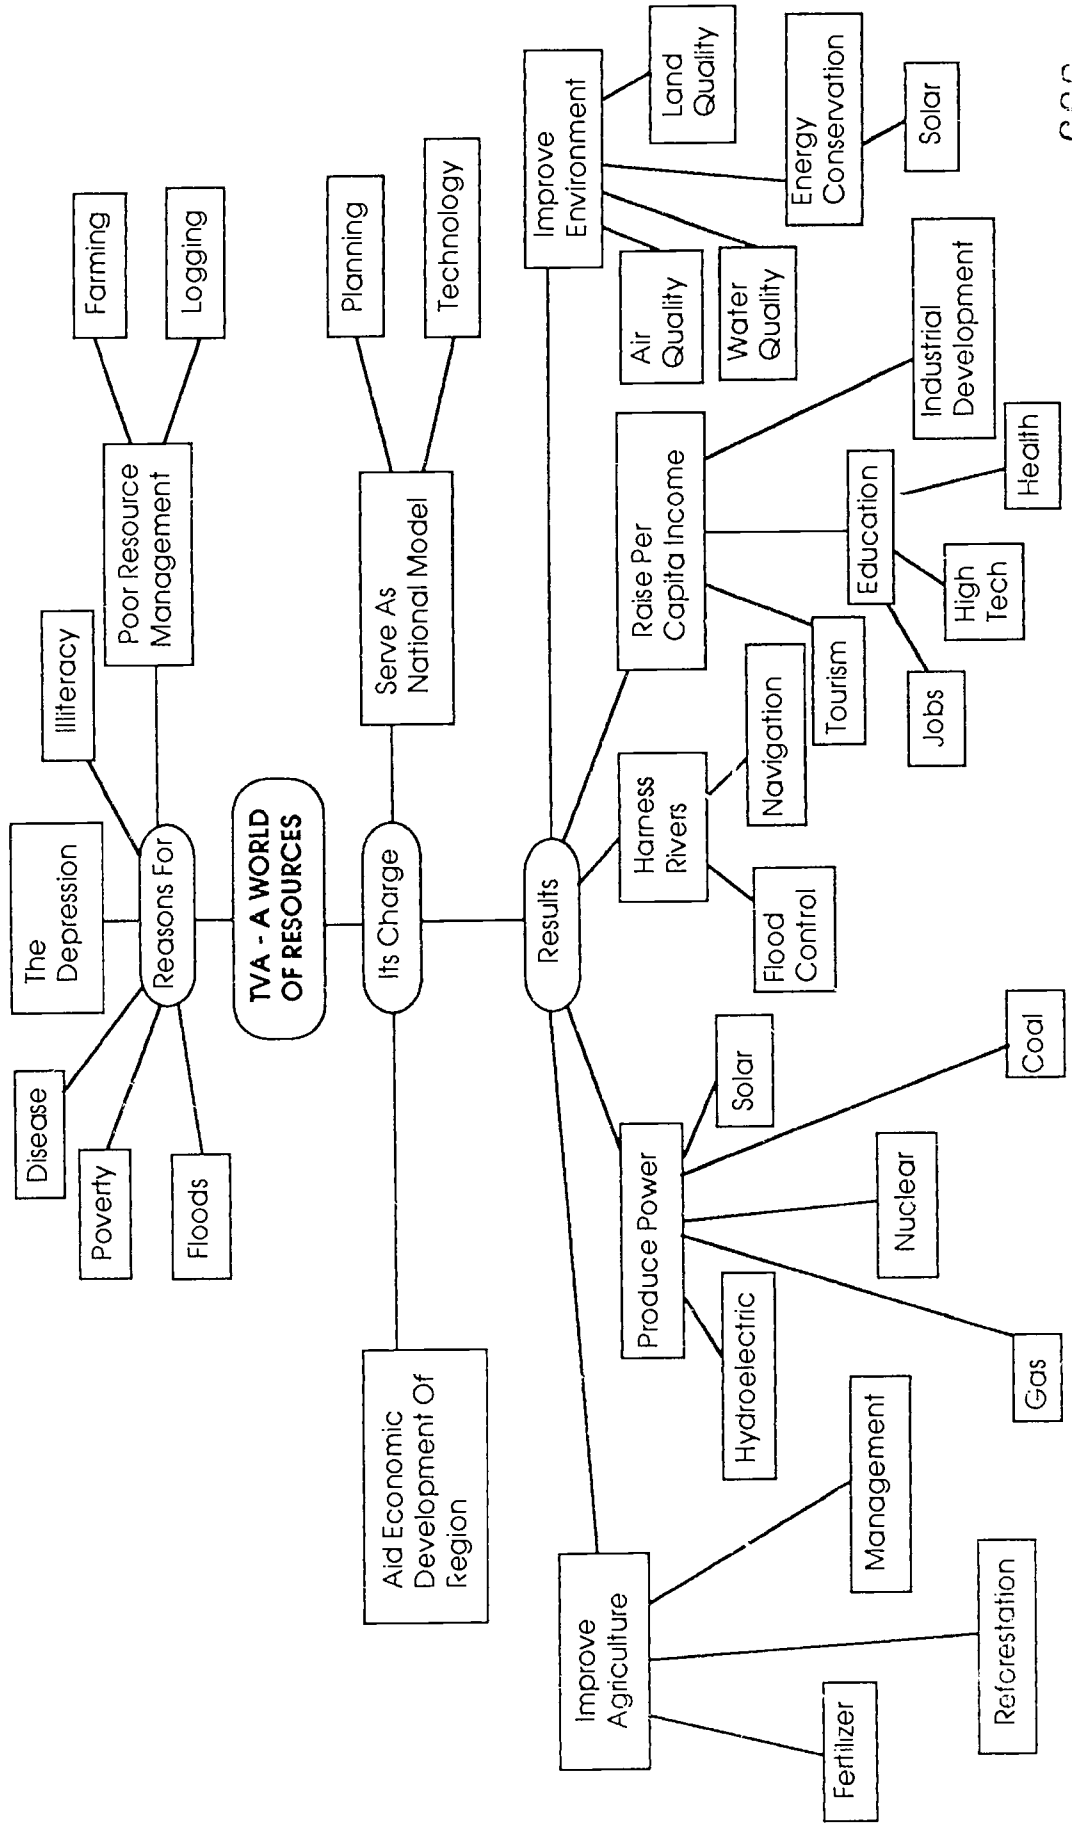 The
Depression
Illiteracy
Disease
Poverty
Floods
Reasons For
Poor Resource
Management
Farming
Logging
TVA - A WORLD
OF RESOURCES
Its Charge
Aid Economic
Development Of
Region
Serve As
National Model
Planning
Technology
Results
Improve
Agriculture
Fertilizer
Reforestation
Management
Produce Power
Hydroelectric
Gas
Nuclear
Coal
Solar
Harness
Rivers
Flood
Control
Navigation
Raise Per
Capita Income
Tourism
Education
Jobs
High
Tech
Health
Industrial
Development
Improve
Environment
Air
Quality
Water
Quality
Energy
Conservation
Solar
Land
Quality